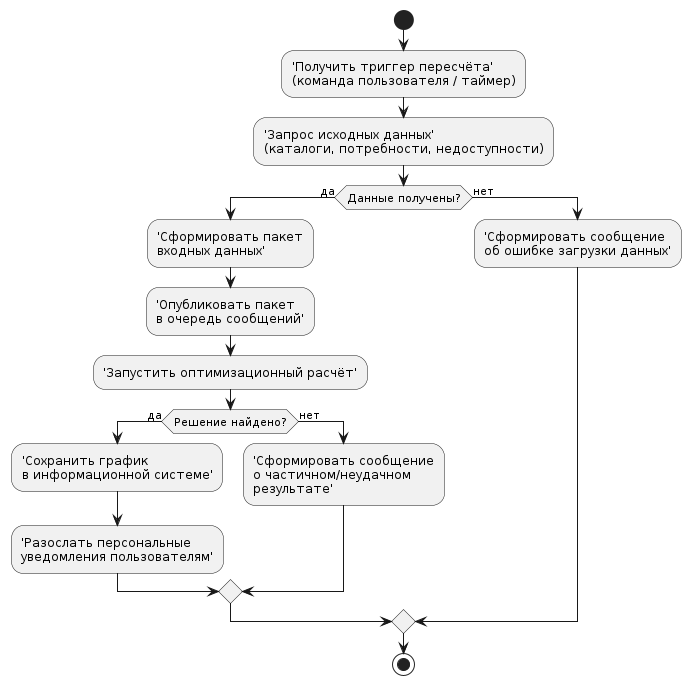 'Получить триггер пересчёта'
(команда пользователя / таймер)
'Запрос исходных данных'
(каталоги, потребности, недоступности)
да
Данные получены?
нет
'Сформировать пакет
входных данных'
'Сформировать сообщение
об ошибке загрузки данных'
'Опубликовать пакет
в очередь сообщений'
'Запустить оптимизационный расчёт'
да
Решение найдено?
нет
'Сохранить график
в информационной системе'
'Сформировать сообщение
о частичном/неудачном
результате'
'Разослать персональные
уведомления пользователям'